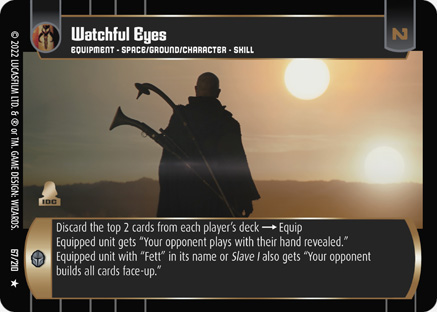 Watchful Eyes
EQUIPMENT - SPACE/GROUND/CHARACTER - SKILL
N
© 2022 LUCASFILM LTD. & ® or TM. GAME DESIGN: WIZARDS.
67/210
IDC
Discard the top 2 cards from each player's deck → Equip
Equipped unit gets "Your opponent plays with their hand revealed."
Equipped unit with "Fett" in its name or Slave I also gets "Your opponent
builds all cards face-up."